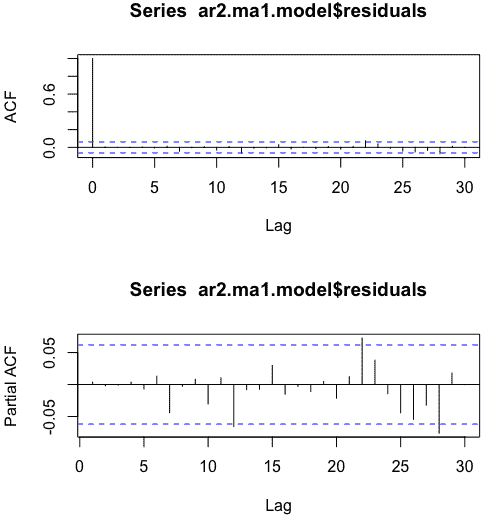 Series ar2.ma1.model$residuals
ACF
0.6
0.0
0 5 10 15 20 25 30
Lag
Series ar2.ma1.model$residuals
Partial ACF
0.05
-0.05
0 5 10 15 20 25 30
Lag